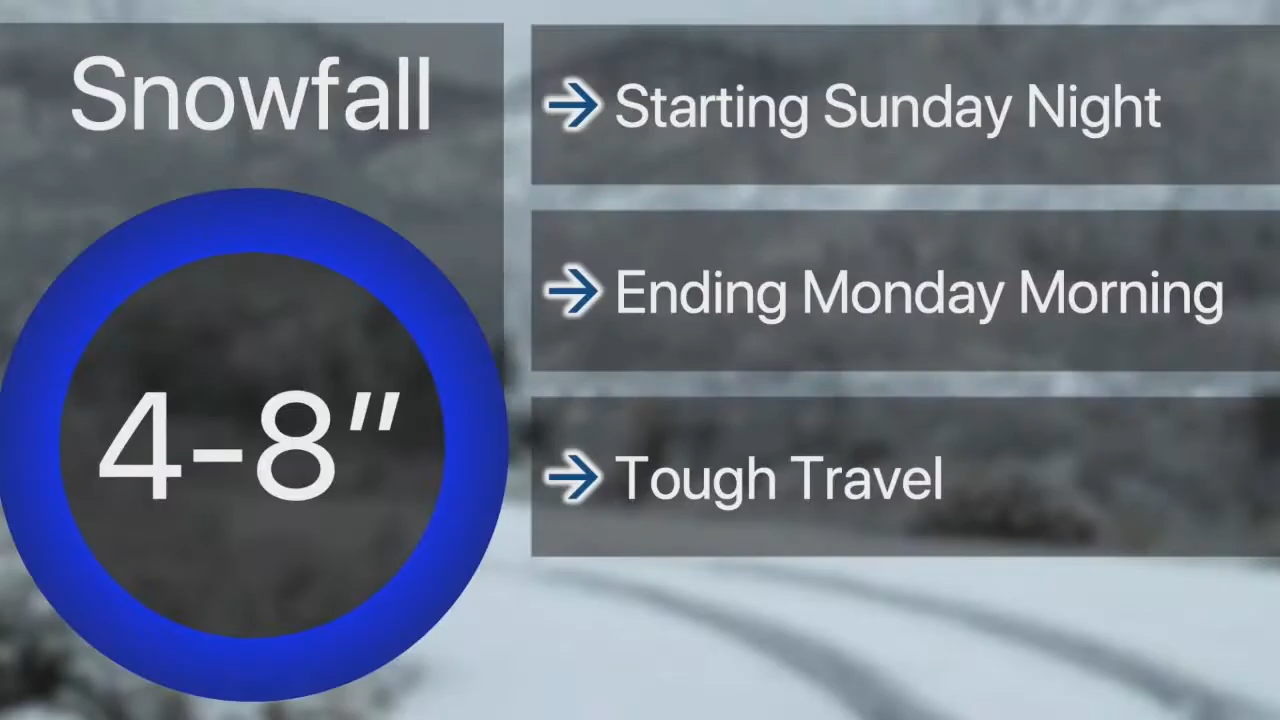 Snowfall
4-8"
Starting Sunday Night
Ending Monday Morning
Tough Travel